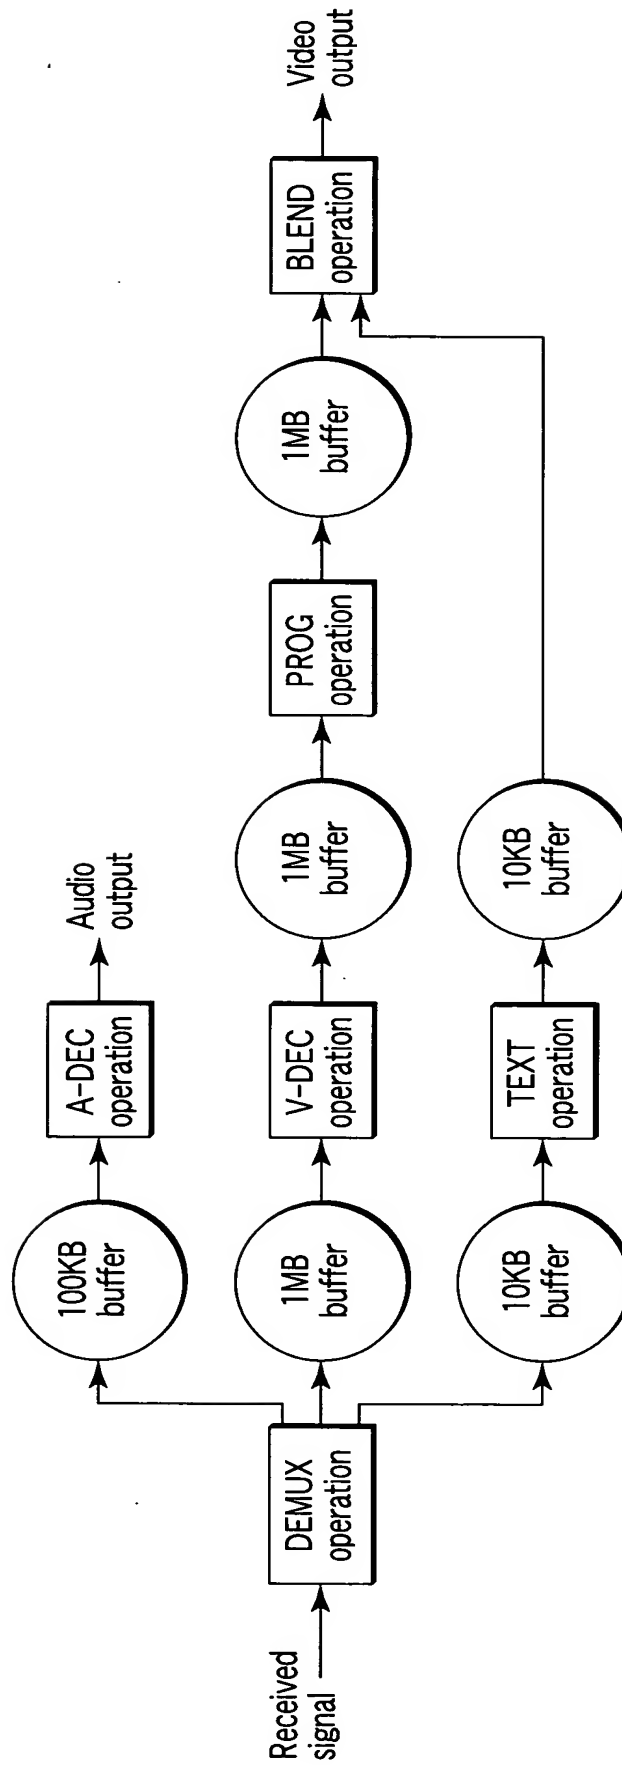 Received
signal
DEMUX
operation
100KB
buffer
A-DEC
operation
Audio
output
1MB
buffer
V-DEC
operation
1MB
buffer
PROG
operation
1MB
buffer
BLEND
operation
Video
output
10KB
buffer
TEXT
operation
10KB
buffer